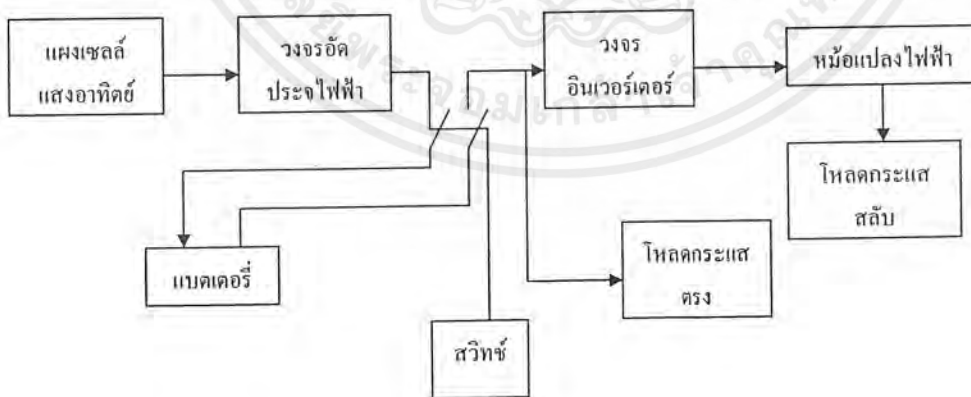 แผงเซลล์
แสงอาทิตย์
วงจรอัด
ประจุไฟฟ้า
วงจร
อินเวอร์เตอร์
หม้อแปลงไฟฟ้า
โหลดกระแส
สลับ
แบตเตอรี่
โหลดกระแส
ตรง
สวิทช์